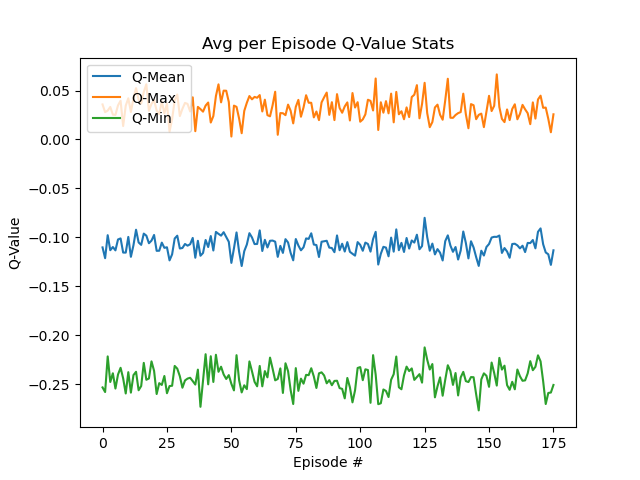 Avg per Episode Q-Value Stats
Q-Mean
Q-Max
Q-Min
Q-Value
0.05
0.00
−0.05
−0.10
−0.15
−0.20
−0.25
0 25 50 75 100 125 150 175
Episode #